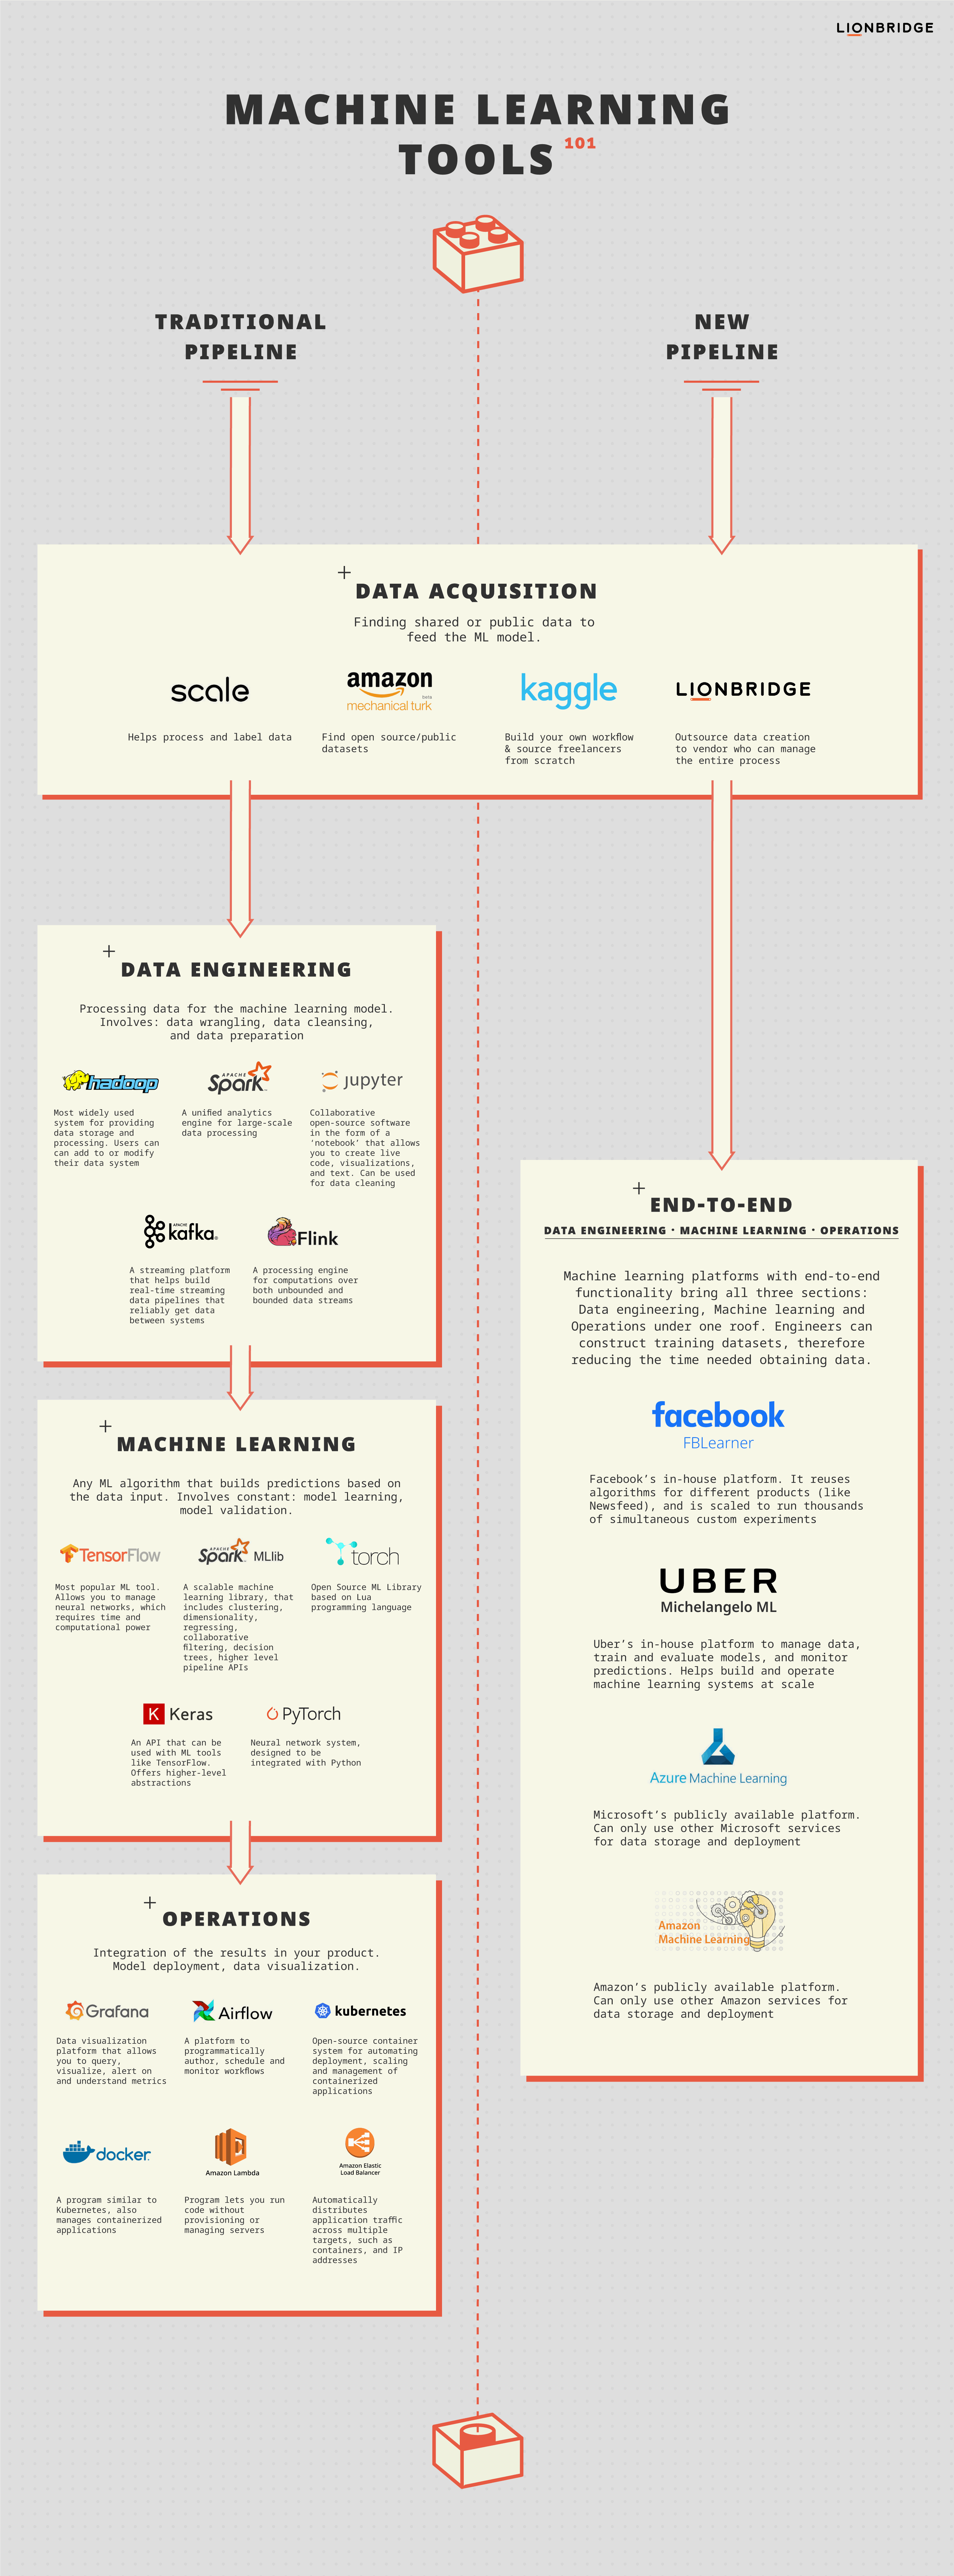 LIONBRIDGE
MACHINE LEARNING
TOOLS 101
TRADITIONAL
PIPELINE
NEW
PIPELINE
DATA ACQUISITION
Finding shared or public data to
feed the ML model.
scale
Helps process and label data
amazon
beta
mechanical turk
Find open source/public
datasets
kaggle
Build your own workflow
& source freelancers
from scratch
LIONBRIDGE
Outsource data creation
to vendor who can manage
the entire process
DATA ENGINEERING
Processing data for the machine learning model.
Involves: data wrangling, data cleansing,
and data preparation
hadoop
Most widely used
system for providing
data storage and
processing. Users can
can add to or modify
their data system
APACHE
Spark
A unified analytics
engine for large-scale
data processing
jupyter
Collaborative
open-source software
in the form of a
‘notebook’ that allows
you to create live
code, visualizations,
and text. Can be used
for data cleaning
APACHE
kafka®
A streaming platform
that helps build
real-time streaming
data pipelines that
reliably get data
between systems
Flink
A processing engine
for computations over
both unbounded and
bounded data streams
MACHINE LEARNING
Any ML algorithm that builds predictions based on
the data input. Involves constant: model learning,
model validation.
TensorFlow
Most popular ML tool.
Allows you to manage
neural networks, which
requires time and
computational power
APACHE
Spark MLlib
A scalable machine
learning library, that
includes clustering,
dimensionality,
regressing,
collaborative
filtering, decision
trees, higher level
pipeline APIs
torch
Open Source ML Library
based on Lua
programming language
K Keras
An API that can be
used with ML tools
like TensorFlow.
Offers higher-level
abstractions
PyTorch
Neural network system,
designed to be
integrated with Python
OPERATIONS
Integration of the results in your product.
Model deployment, data visualization.
Grafana
Data visualization
platform that allows
you to query,
visualize, alert on
and understand metrics
Airflow
A platform to
programmatically
author, schedule and
monitor workflows
kubernetes
Open-source container
system for automating
deployment, scaling
and management of
containerized
applications
docker
A program similar to
Kubernetes, also
manages containerized
applications
Amazon Lambda
Program lets you run
code without
provisioning or
managing servers
Amazon Elastic
Load Balancer
Automatically
distributes
application traffic
across multiple
targets, such as
containers, and IP
addresses
END-TO-END
DATA ENGINEERING · MACHINE LEARNING · OPERATIONS
Machine learning platforms with end-to-end
functionality bring all three sections:
Data engineering, Machine learning and
Operations under one roof. Engineers can
construct training datasets, therefore
reducing the time needed obtaining data.
facebook
FBLearner
Facebook’s in-house platform. It reuses
algorithms for different products (like
Newsfeed), and is scaled to run thousands
of simultaneous custom experiments
UBER
Michelangelo ML
Uber’s in-house platform to manage data,
train and evaluate models, and monitor
predictions. Helps build and operate
machine learning systems at scale
Azure Machine Learning
Microsoft’s publicly available platform.
Can only use other Microsoft services
for data storage and deployment
Amazon
Machine Learning
Amazon’s publicly available platform.
Can only use other Amazon services for
data storage and deployment